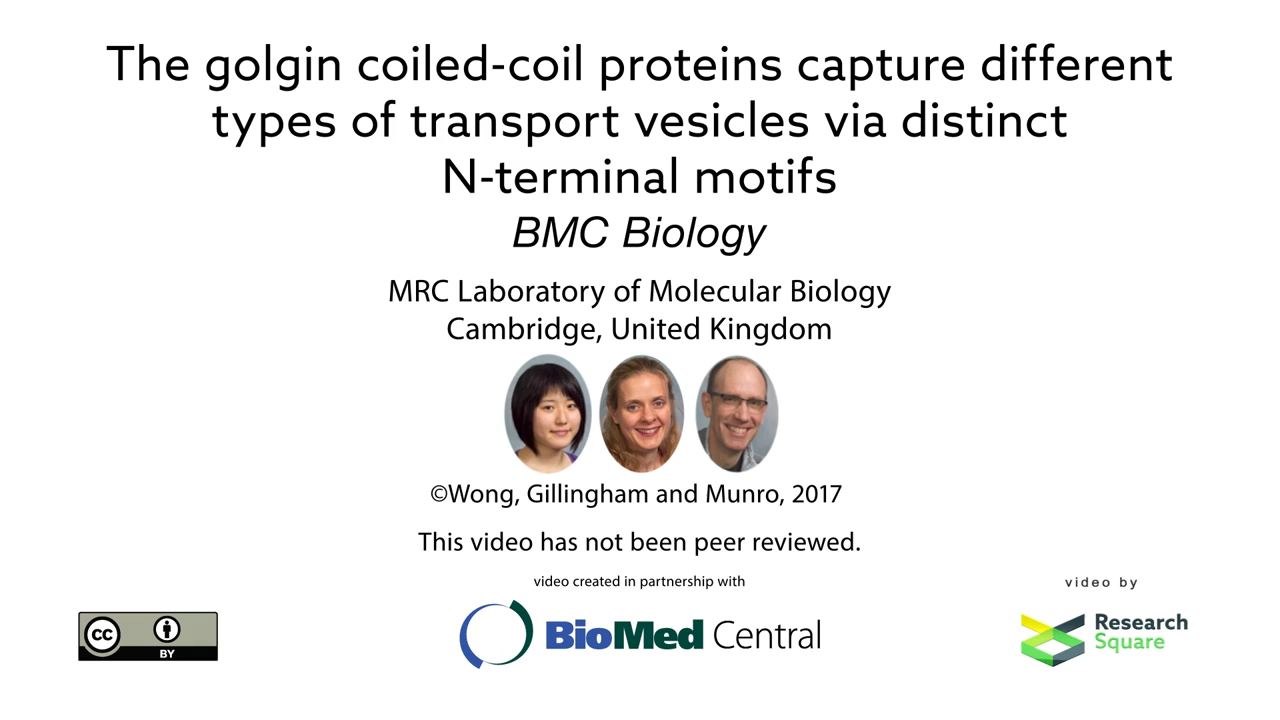 The golgin coiled-coil proteins capture different
types of transport vesicles via distinct
N-terminal motifs
BMC Biology
MRC Laboratory of Molecular Biology
Cambridge, United Kingdom
©Wong, Gillingham and Munro, 2017
This video has not been peer reviewed.
video created in partnership with
BioMed Central
video by
Research
Square
CC
BY